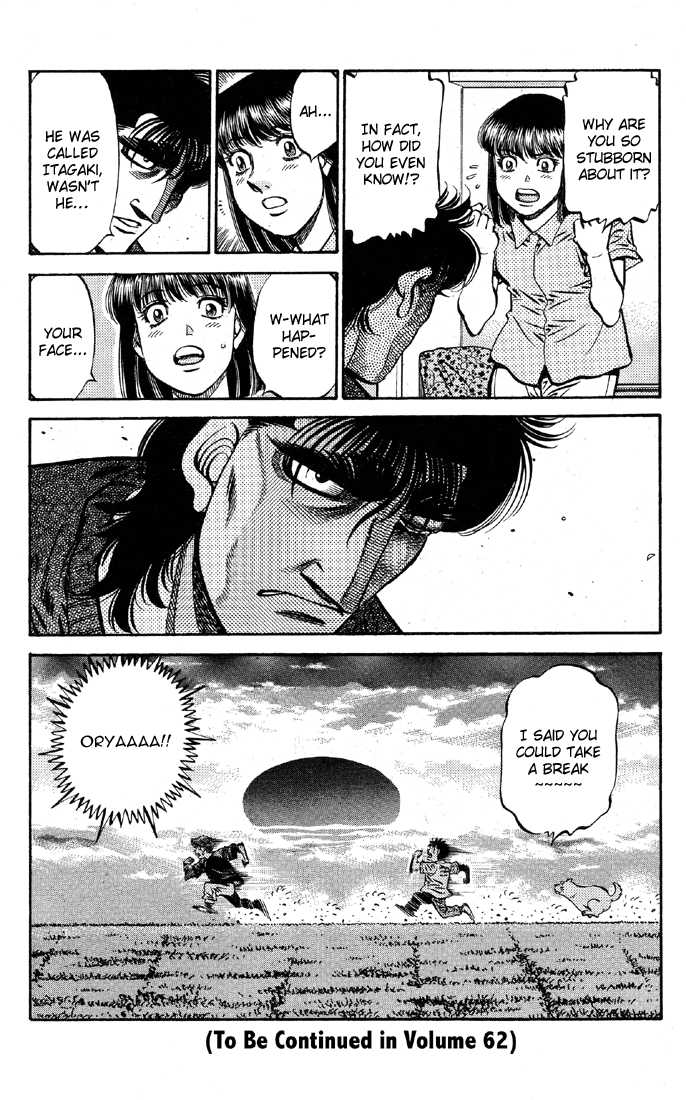 WHY ARE
YOU SO
STUBBORN
ABOUT IT?
IN FACT,
HOW DID
YOU EVEN
KNOW!?
AH...
HE WAS
CALLED
ITAGAKI,
WASN'T
HE...
W-WHAT
HAP-
PENED?
YOUR
FACE...
I SAID YOU
COULD TAKE
A BREAK
~~~~~
ORYAAAA!!
(To Be Continued in Volume 62)